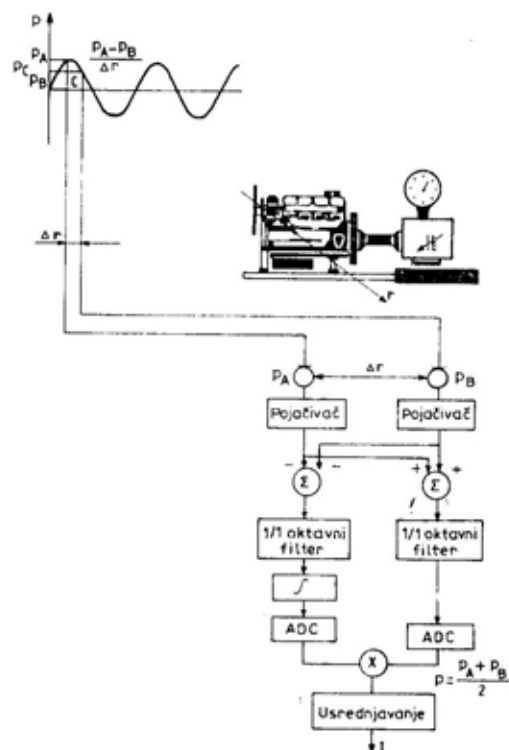 P
P_A
P_C
P_B
C
P_A-P_B
Δr
Δr
r
P_A
Δr
P_B
Pojačivač
Pojačivač
-
-
+
+
Σ
Σ
1/1 oktavni
filter
1/1 oktavni
filter
∫
ADC
ADC
X
P=P_A+P_B
2
Usrednjavanje
I